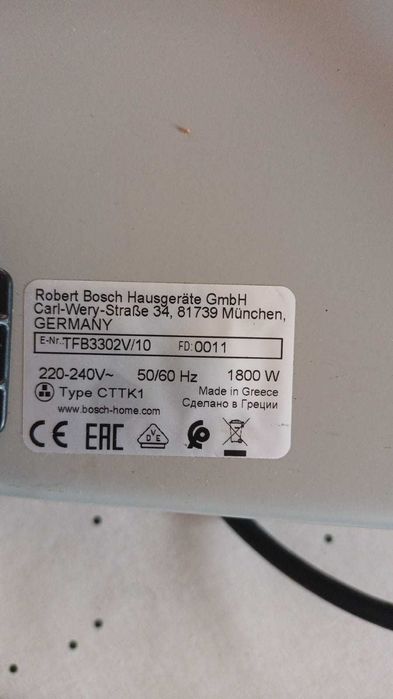 Robert Bosch Hausgeräte GmbH
Carl-Wery-Straße 34, 81739 München,
GERMANY
E-Nr.:TFB3302V/10 FD:0011
220-240V~ 50/60 Hz 1800 W
Type CTTK1 Made in Greece
www.bosch-home.com Сделано в Греции
CE EAC VDE